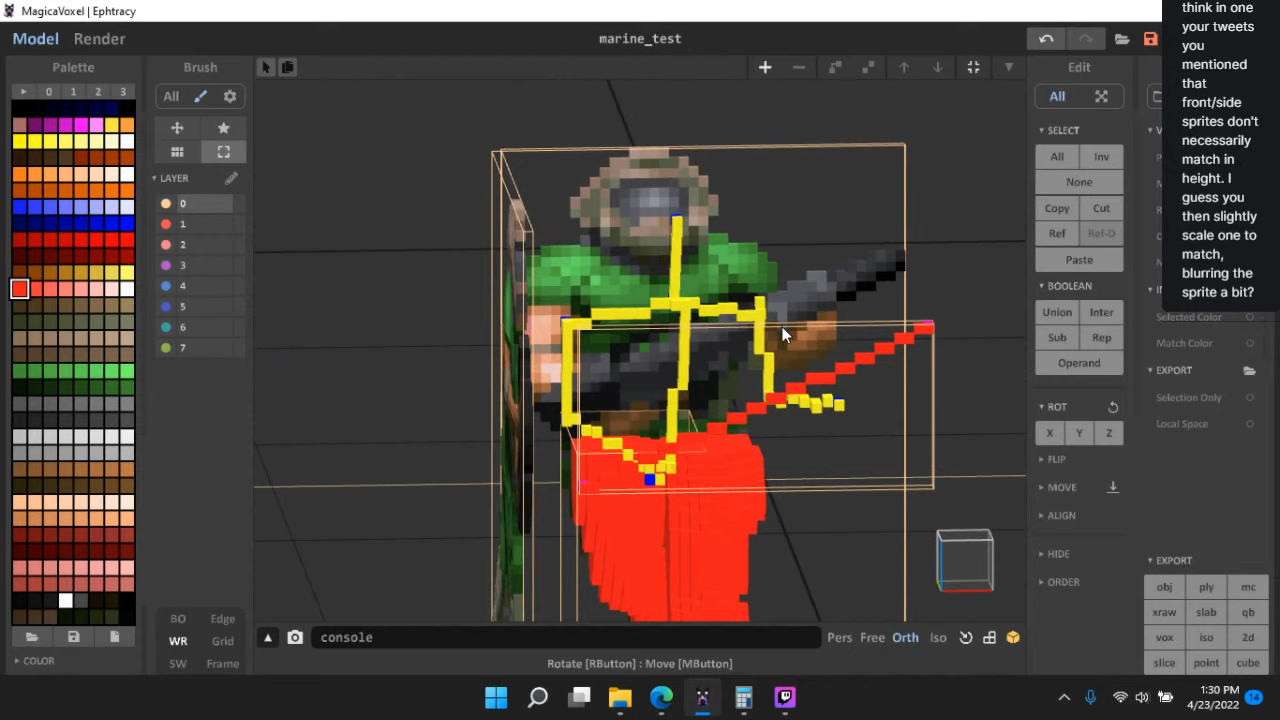 MagicaVoxel | Ephtracy
Model Render
marine_test
Palette
0 1 2 3
COLOR
Brush
All
LAYER
0
1
2
3
4
5
6
7
BO Edge
WR Grid
SW Frame
console
Pers Free Orth Iso
Rotate [RButton] : Move [MButton]
Edit
All
SELECT
All Inv
None
Copy Cut
Ref Ref-D
Paste
BOOLEAN
Union Inter
Sub Rep
Operand
ROT
X Y Z
FLIP
MOVE
ALIGN
HIDE
ORDER
think in one
your tweets
you
mentioned
that
front/side
sprites don't
necessarily
match in
height. I
guess you
then slightly
scale one to
match,
blurring the
sprite a bit?
Selected Color
Match Color
EXPORT
Selection Only
Local Space
EXPORT
obj ply mc
xraw slab qb
vox iso 2d
slice point cube
1:30 PM
4/23/2022
14